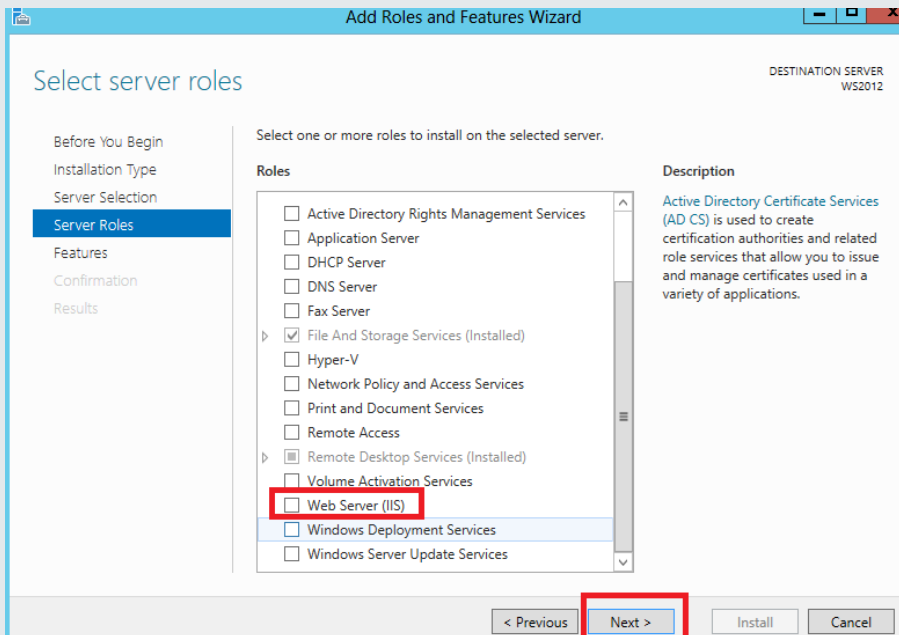 Add Roles and Features Wizard
Select server roles
DESTINATION SERVER
WS2012
Before You Begin
Installation Type
Server Selection
Server Roles
Features
Confirmation
Results
Select one or more roles to install on the selected server.
Roles
Active Directory Rights Management Services
Application Server
DHCP Server
DNS Server
Fax Server
File And Storage Services (Installed)
Hyper-V
Network Policy and Access Services
Print and Document Services
Remote Access
Remote Desktop Services (Installed)
Volume Activation Services
Web Server (IIS)
Windows Deployment Services
Windows Server Update Services
Description
Active Directory Certificate Services
(AD CS) is used to create
certification authorities and related
role services that allow you to issue
and manage certificates used in a
variety of applications.
< Previous
Next >
Install
Cancel